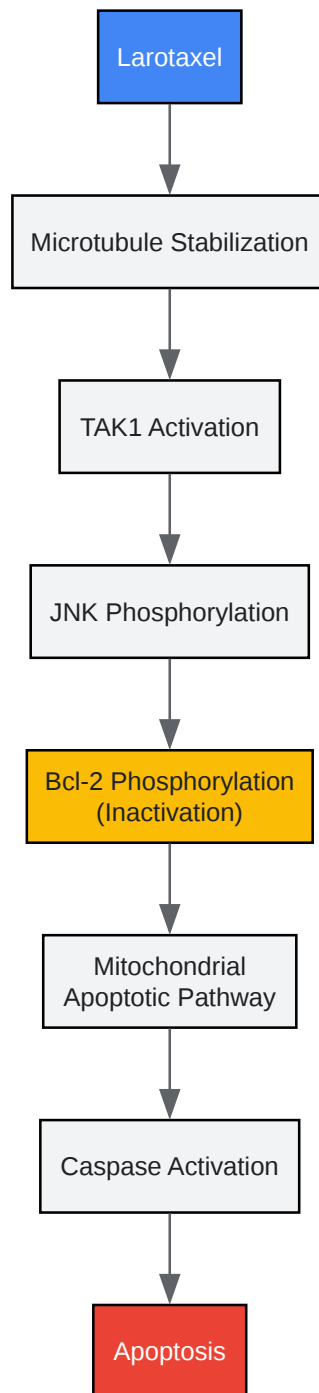 Larotaxel
Microtubule Stabilization
TAK1 Activation
JNK Phosphorylation
Bcl-2 Phosphorylation
(Inactivation)
Mitochondrial
Apoptotic Pathway
Caspase Activation
Apoptosis